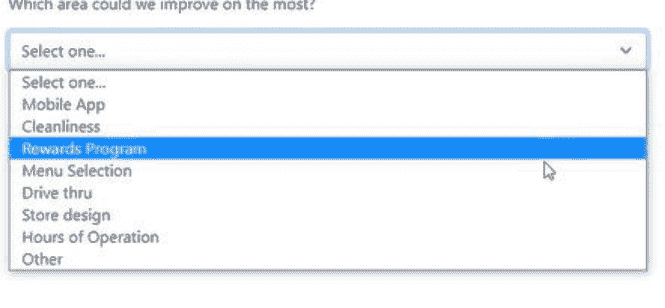 Which area could we improve on the most?
Select one...
Select one...
Mobile App
Cleanliness
Rewards Program
Menu Selection
Drive thru
Store design
Hours of Operation
Other